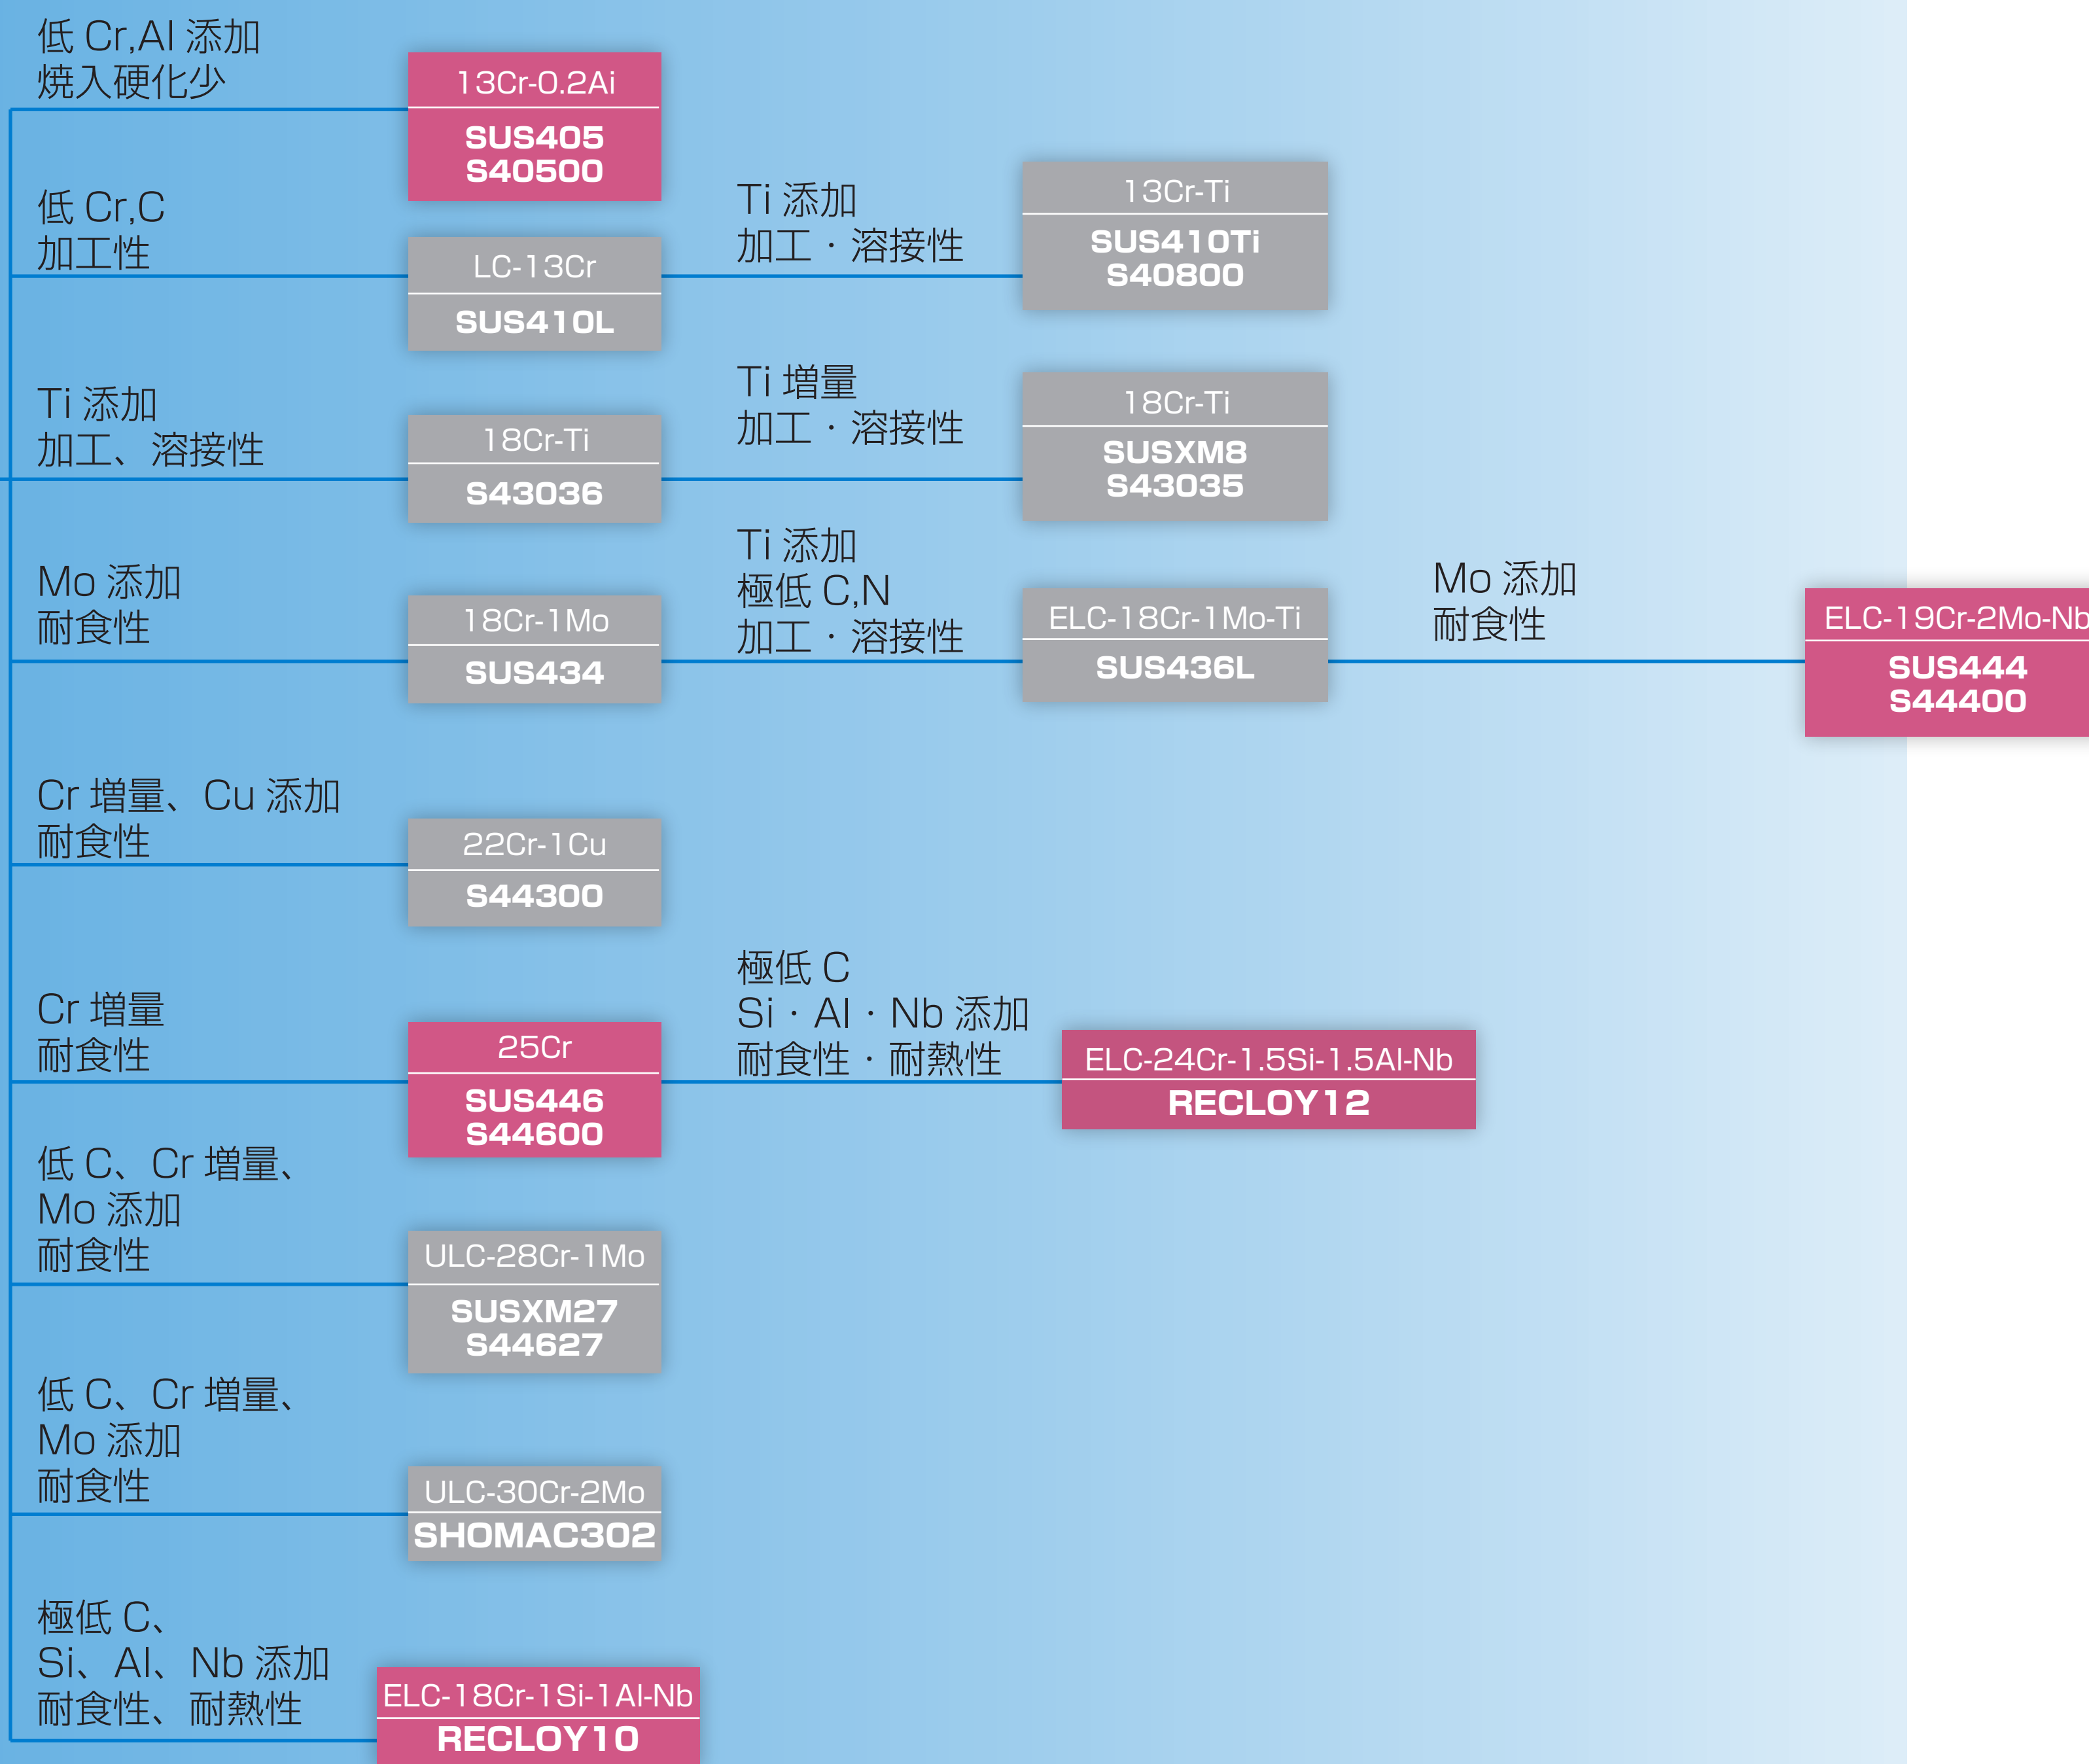 低 Cr,Al 添加
焼入硬化少
13Cr-0.2Ai
SUS405
S40500
低 Cr,C
加工性
LC-13Cr
SUS410L
Ti 添加
加工・溶接性
13Cr-Ti
SUS410Ti
S40800
Ti 添加
加工、溶接性
18Cr-Ti
S43036
Ti 増量
加工・溶接性
18Cr-Ti
SUSXM8
S43035
Mo 添加
耐食性
18Cr-1Mo
SUS434
Ti 添加
極低 C,N
加工・溶接性
ELC-18Cr-1Mo-Ti
SUS436L
Mo 添加
耐食性
ELC-19Cr-2Mo-Nb
SUS444
S44400
Cr 増量、Cu 添加
耐食性
22Cr-1Cu
S44300
Cr 増量
耐食性
25Cr
SUS446
S44600
極低 C
Si・Al・Nb 添加
耐食性・耐熱性
ELC-24Cr-1.5Si-1.5Al-Nb
RECLOY12
低 C、Cr 増量、
Mo 添加
耐食性
ULC-28Cr-1Mo
SUSXM27
S44627
低 C、Cr 増量、
Mo 添加
耐食性
ULC-30Cr-2Mo
SHOMAC302
極低 C、
Si、Al、Nb 添加
耐食性、耐熱性
ELC-18Cr-1Si-1Al-Nb
RECLOY10